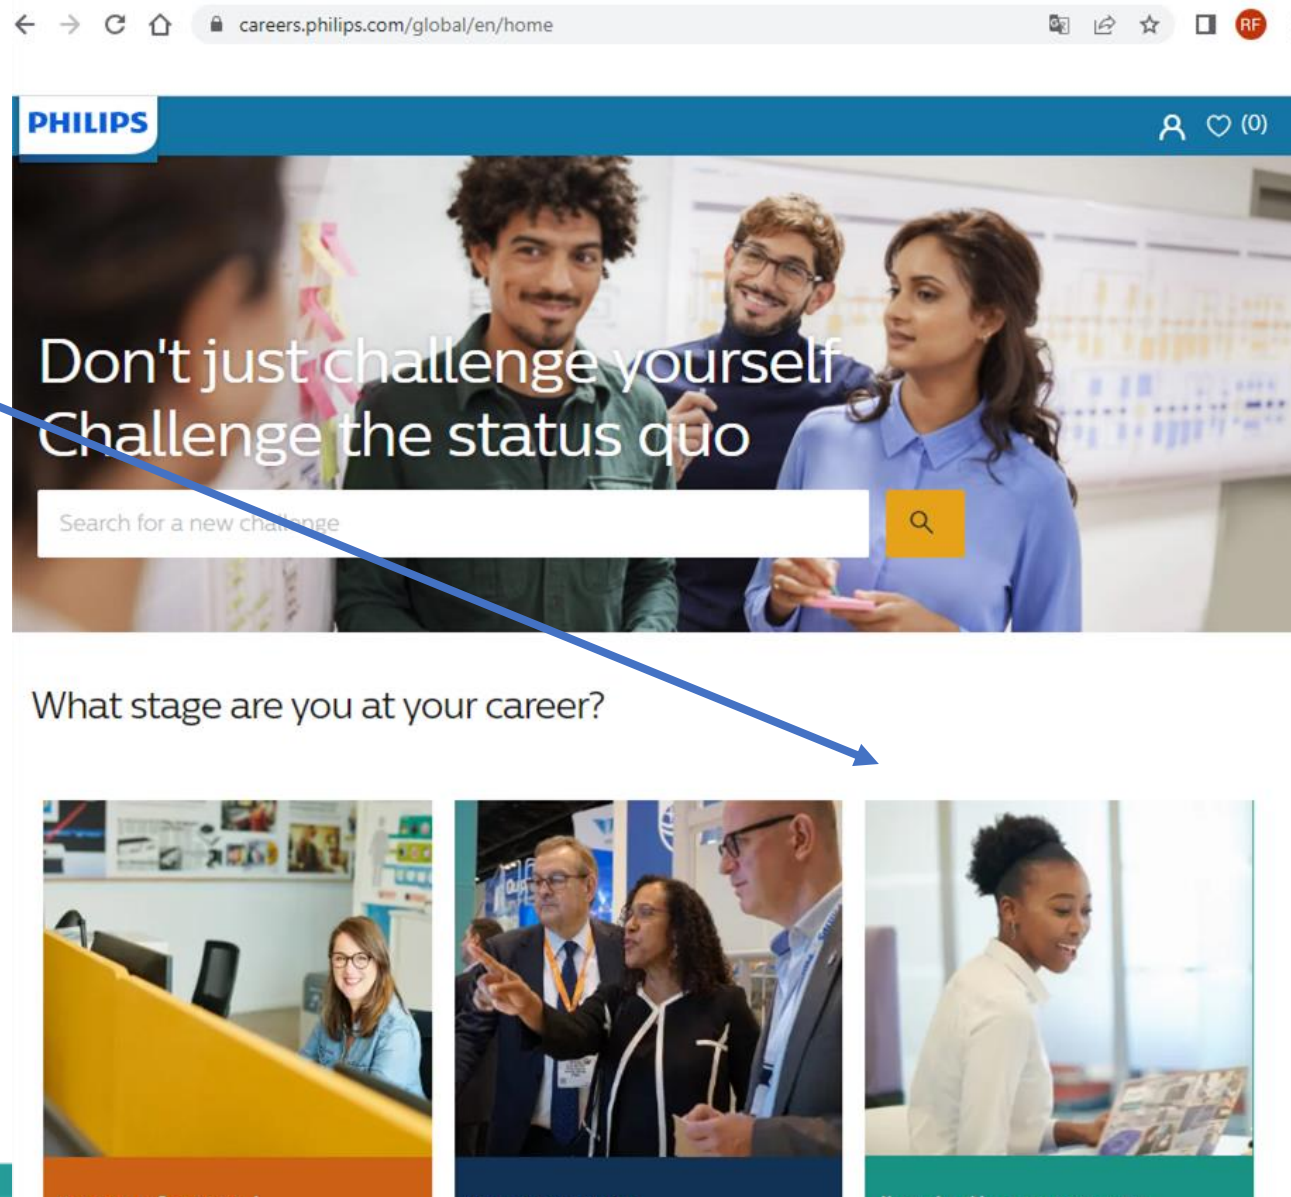 careers.philips.com/global/en/home
RF
PHILIPS
(0)
Don't just challenge yourself
Challenge the status quo
Search for a new challenge
What stage are you at your career?